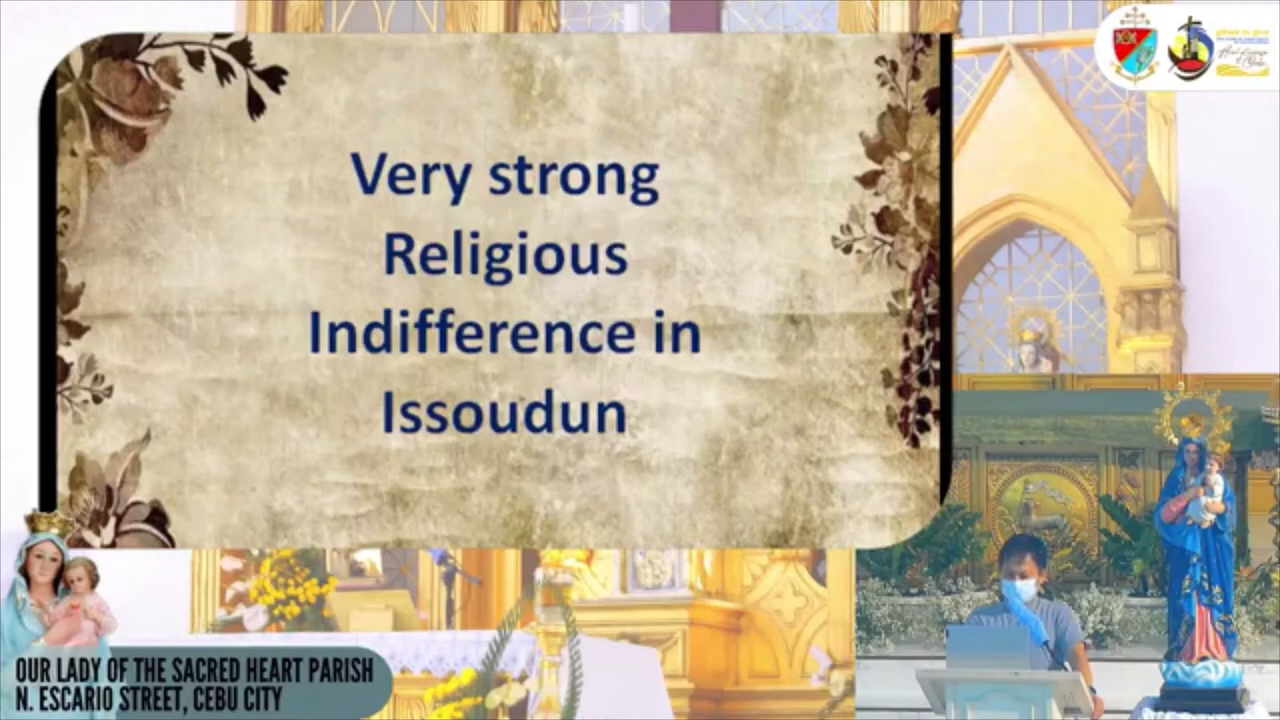 Very strong
Religious
Indifference in
Issoudun
OUR LADY OF THE SACRED HEART PARISH
N. ESCARIO STREET, CEBU CITY